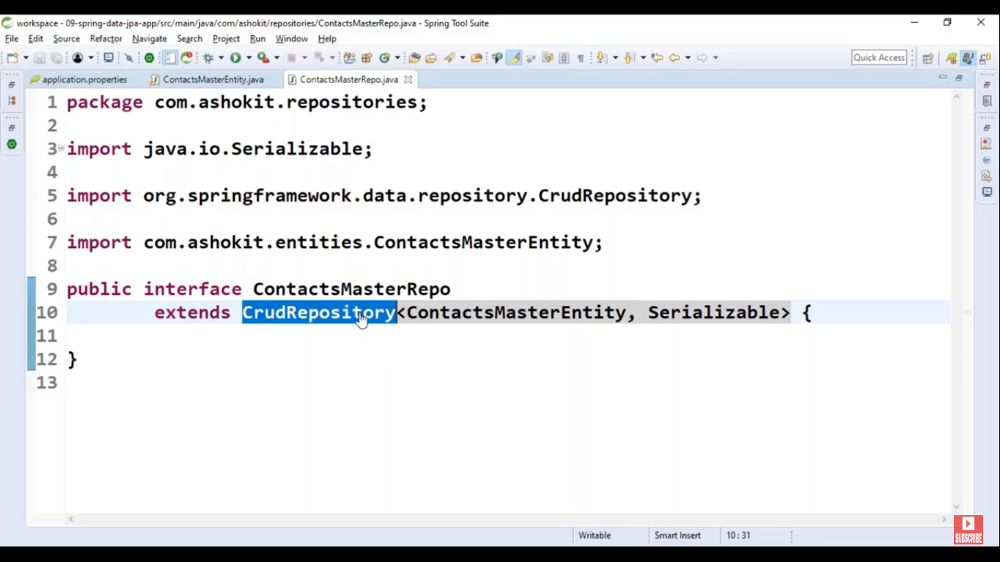 workspace - 09-spring-data-jpa-app/src/main/java/com/ashokit/repositories/ContactsMasterRepo.java - Spring Tool Suite
File Edit Source Refactor Navigate Search Project Run Window Help
Quick Access
application.properties ContactsMasterEntity.java ContactsMasterRepo.java
1 package com.ashokit.repositories;
2
3 import java.io.Serializable;
4
5 import org.springframework.data.repository.CrudRepository;
6
7 import com.ashokit.entities.ContactsMasterEntity;
8
9 public interface ContactsMasterRepo
10 extends CrudRepository<ContactsMasterEntity, Serializable> {
11
12 }
13
Writable Smart Insert 10 : 31
SUBSCRIBE